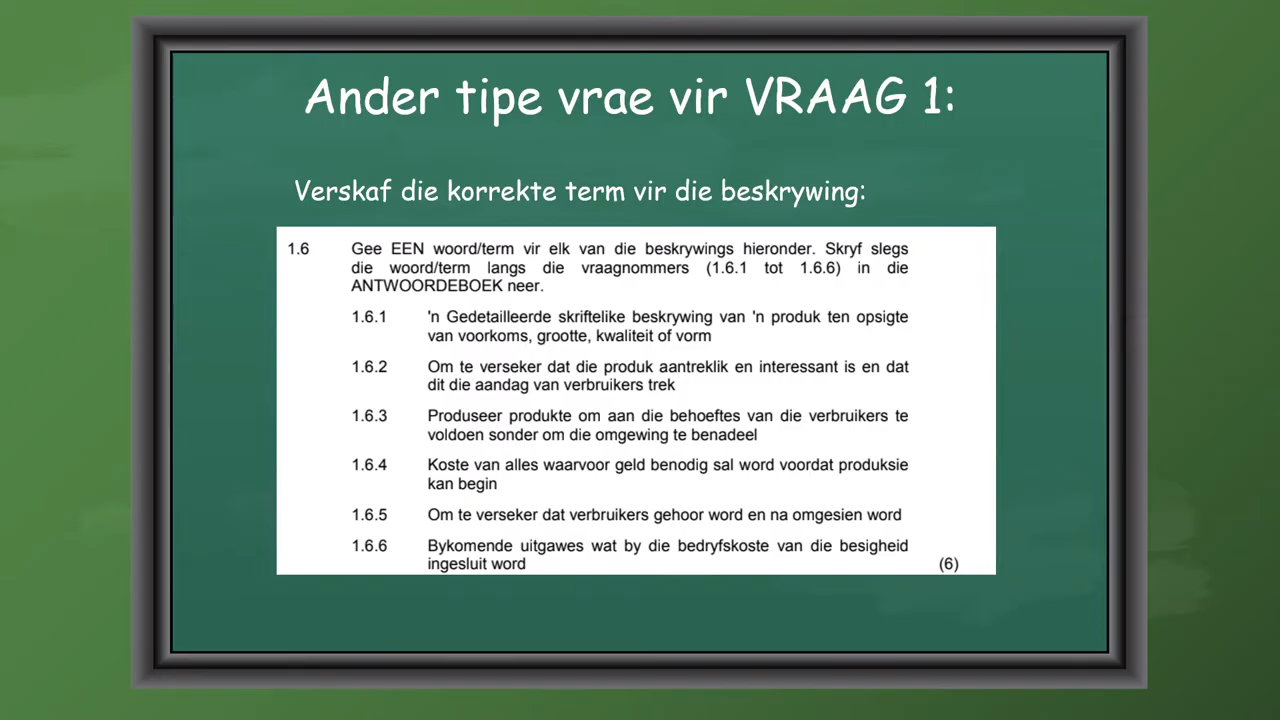 Ander tipe vrae vir VRAAG 1:
Verskaf die korrekte term vir die beskrywing:
1.6 Gee EEN woord/term vir elk van die beskrywings hieronder. Skryf slegs
die woord/term langs die vraagnommers (1.6.1 tot 1.6.6) in die
ANTWOORDEBOEK neer.
1.6.1 'n Gedetailleerde skriftelike beskrywing van 'n produk ten opsigte
van voorkoms, grootte, kwaliteit of vorm
1.6.2 Om te verseker dat die produk aantreklik en interessant is en dat
dit die aandag van verbruikers trek
1.6.3 Produseer produkte om aan die behoeftes van die verbruikers te
voldoen sonder om die omgewing te benadeel
1.6.4 Koste van alles waarvoor geld benodig sal word voordat produksie
kan begin
1.6.5 Om te verseker dat verbruikers gehoor word en na omgesien word
1.6.6 Bykomende uitgawes wat by die bedryfskoste van die besigheid
ingesluit word (6)